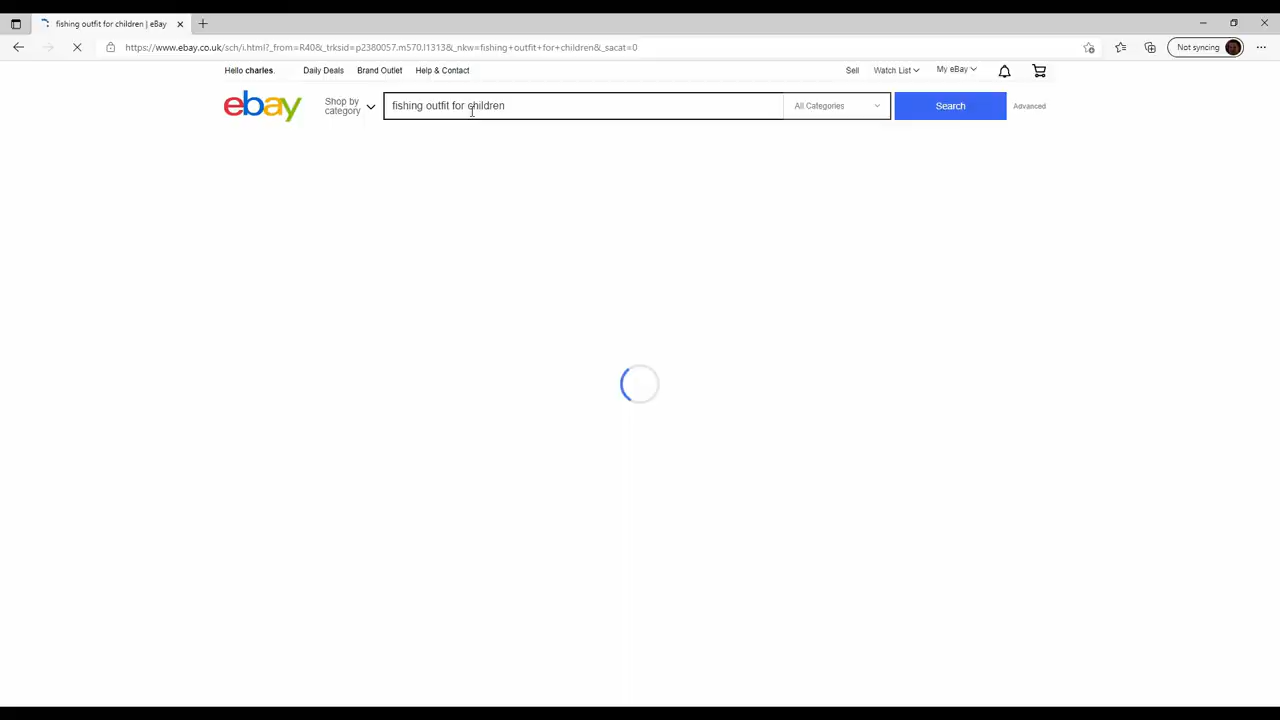 fishing outfit for children | eBay
https://www.ebay.co.uk/sch/i.html?_from=R40&_trksid=p2380057.m570.l1313&_nkw=fishing+outfit+for+children&_sacat=0
Not syncing
Hello charles.
Daily Deals
Brand Outlet
Help & Contact
Sell
Watch List
My eBay
ebay
Shop by
category
fishing outfit for children
All Categories
Search
Advanced